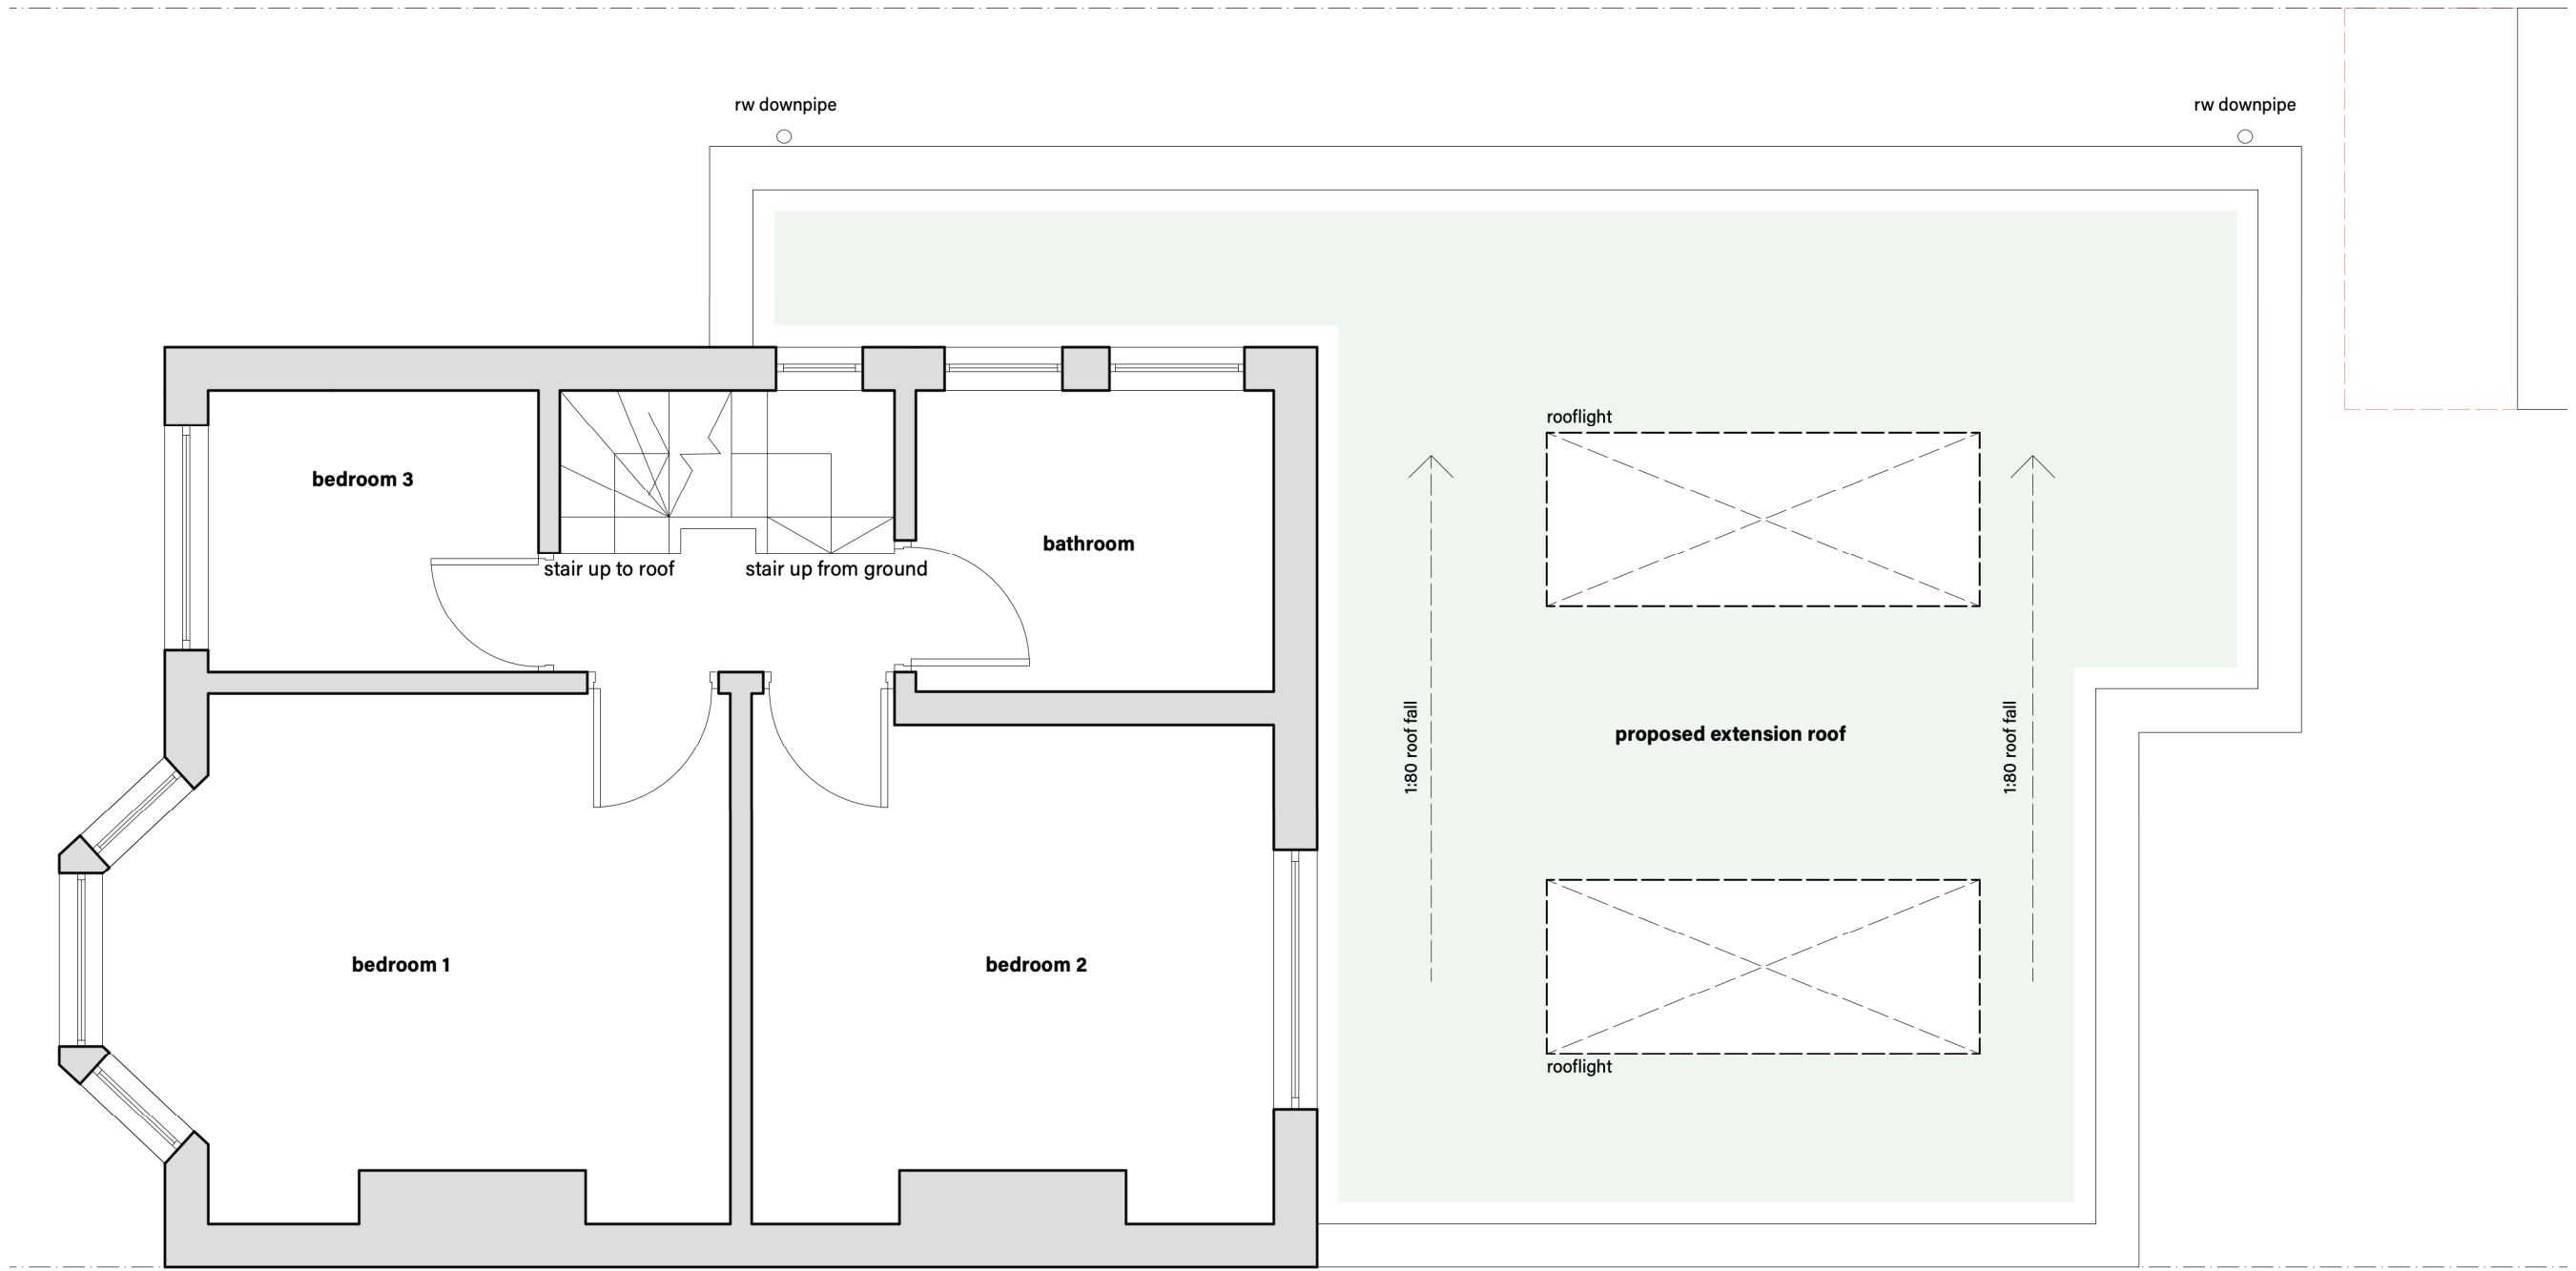 rw downpipe
rw downpipe
rooflight
bedroom 3
bathroom
stair up to roof
stair up from ground
1:80 roof fall
proposed extension roof
1:80 roof fall
bedroom 1
bedroom 2
rooflight